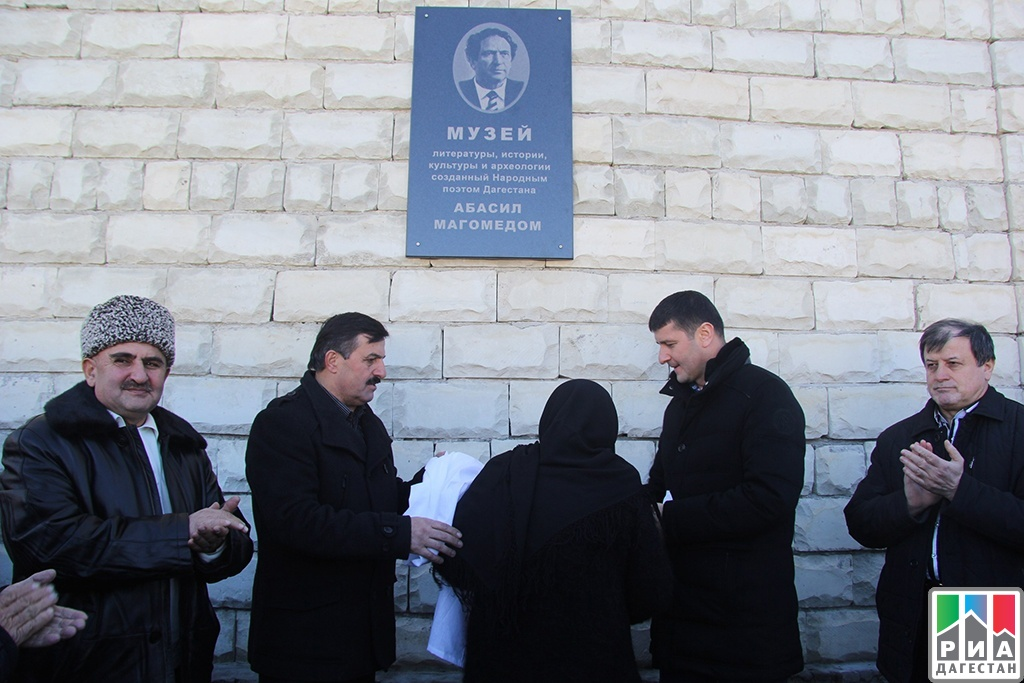 МУЗЕЙ
литературы, истории,
культуры и археологии
созданный Народным
поэтом Дагестана
АБАСИЛ
МАГОМЕДОМ
РИА
ДАГЕСТАН